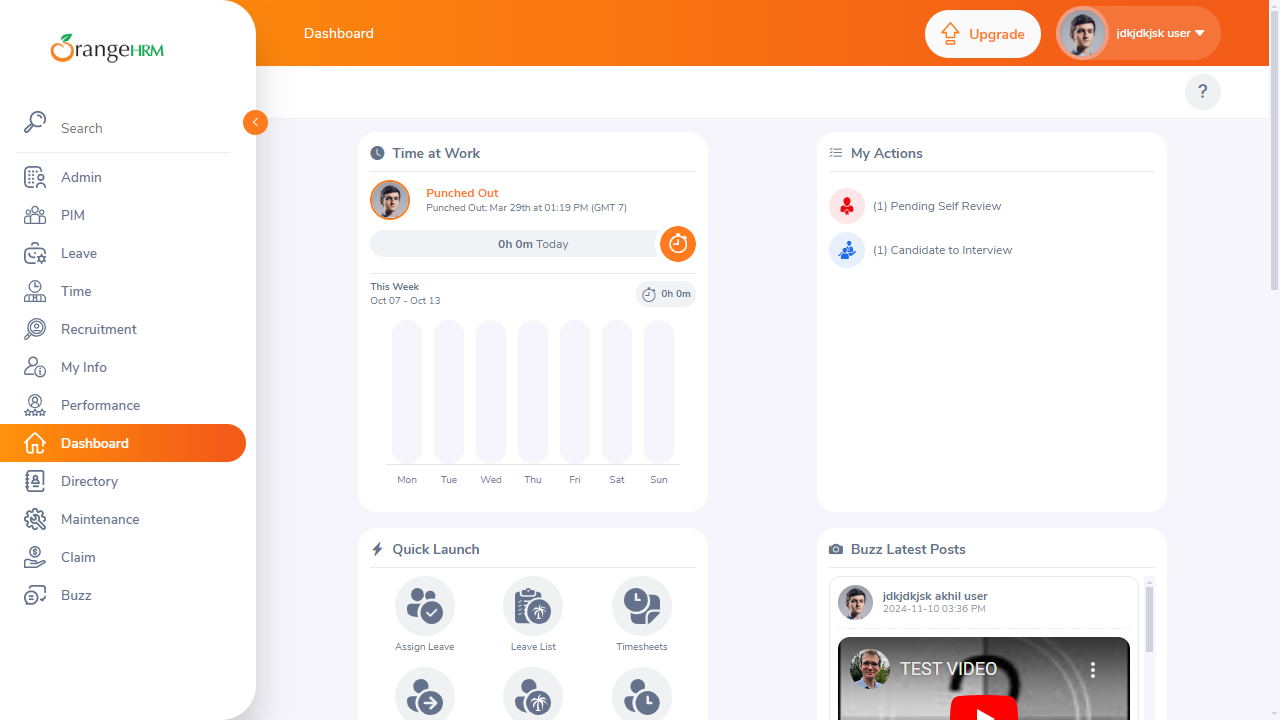 OrangeHRM
Search
Admin
PIM
Leave
Time
Recruitment
My Info
Performance
Dashboard
Directory
Maintenance
Claim
Buzz
Dashboard
Upgrade
jdkjdkjsk user
?
Time at Work
Punched Out
Punched Out: Mar 29th at 01:19 PM (GMT 7)
0h 0m Today
This Week
Oct 07 - Oct 13
0h 0m
Mon Tue Wed Thu Fri Sat Sun
My Actions
(1) Pending Self Review
(1) Candidate to Interview
Quick Launch
Assign Leave Leave List Timesheets
Buzz Latest Posts
jdkjdkjsk akhil user
2024-11-10 03:36 PM
TEST VIDEO